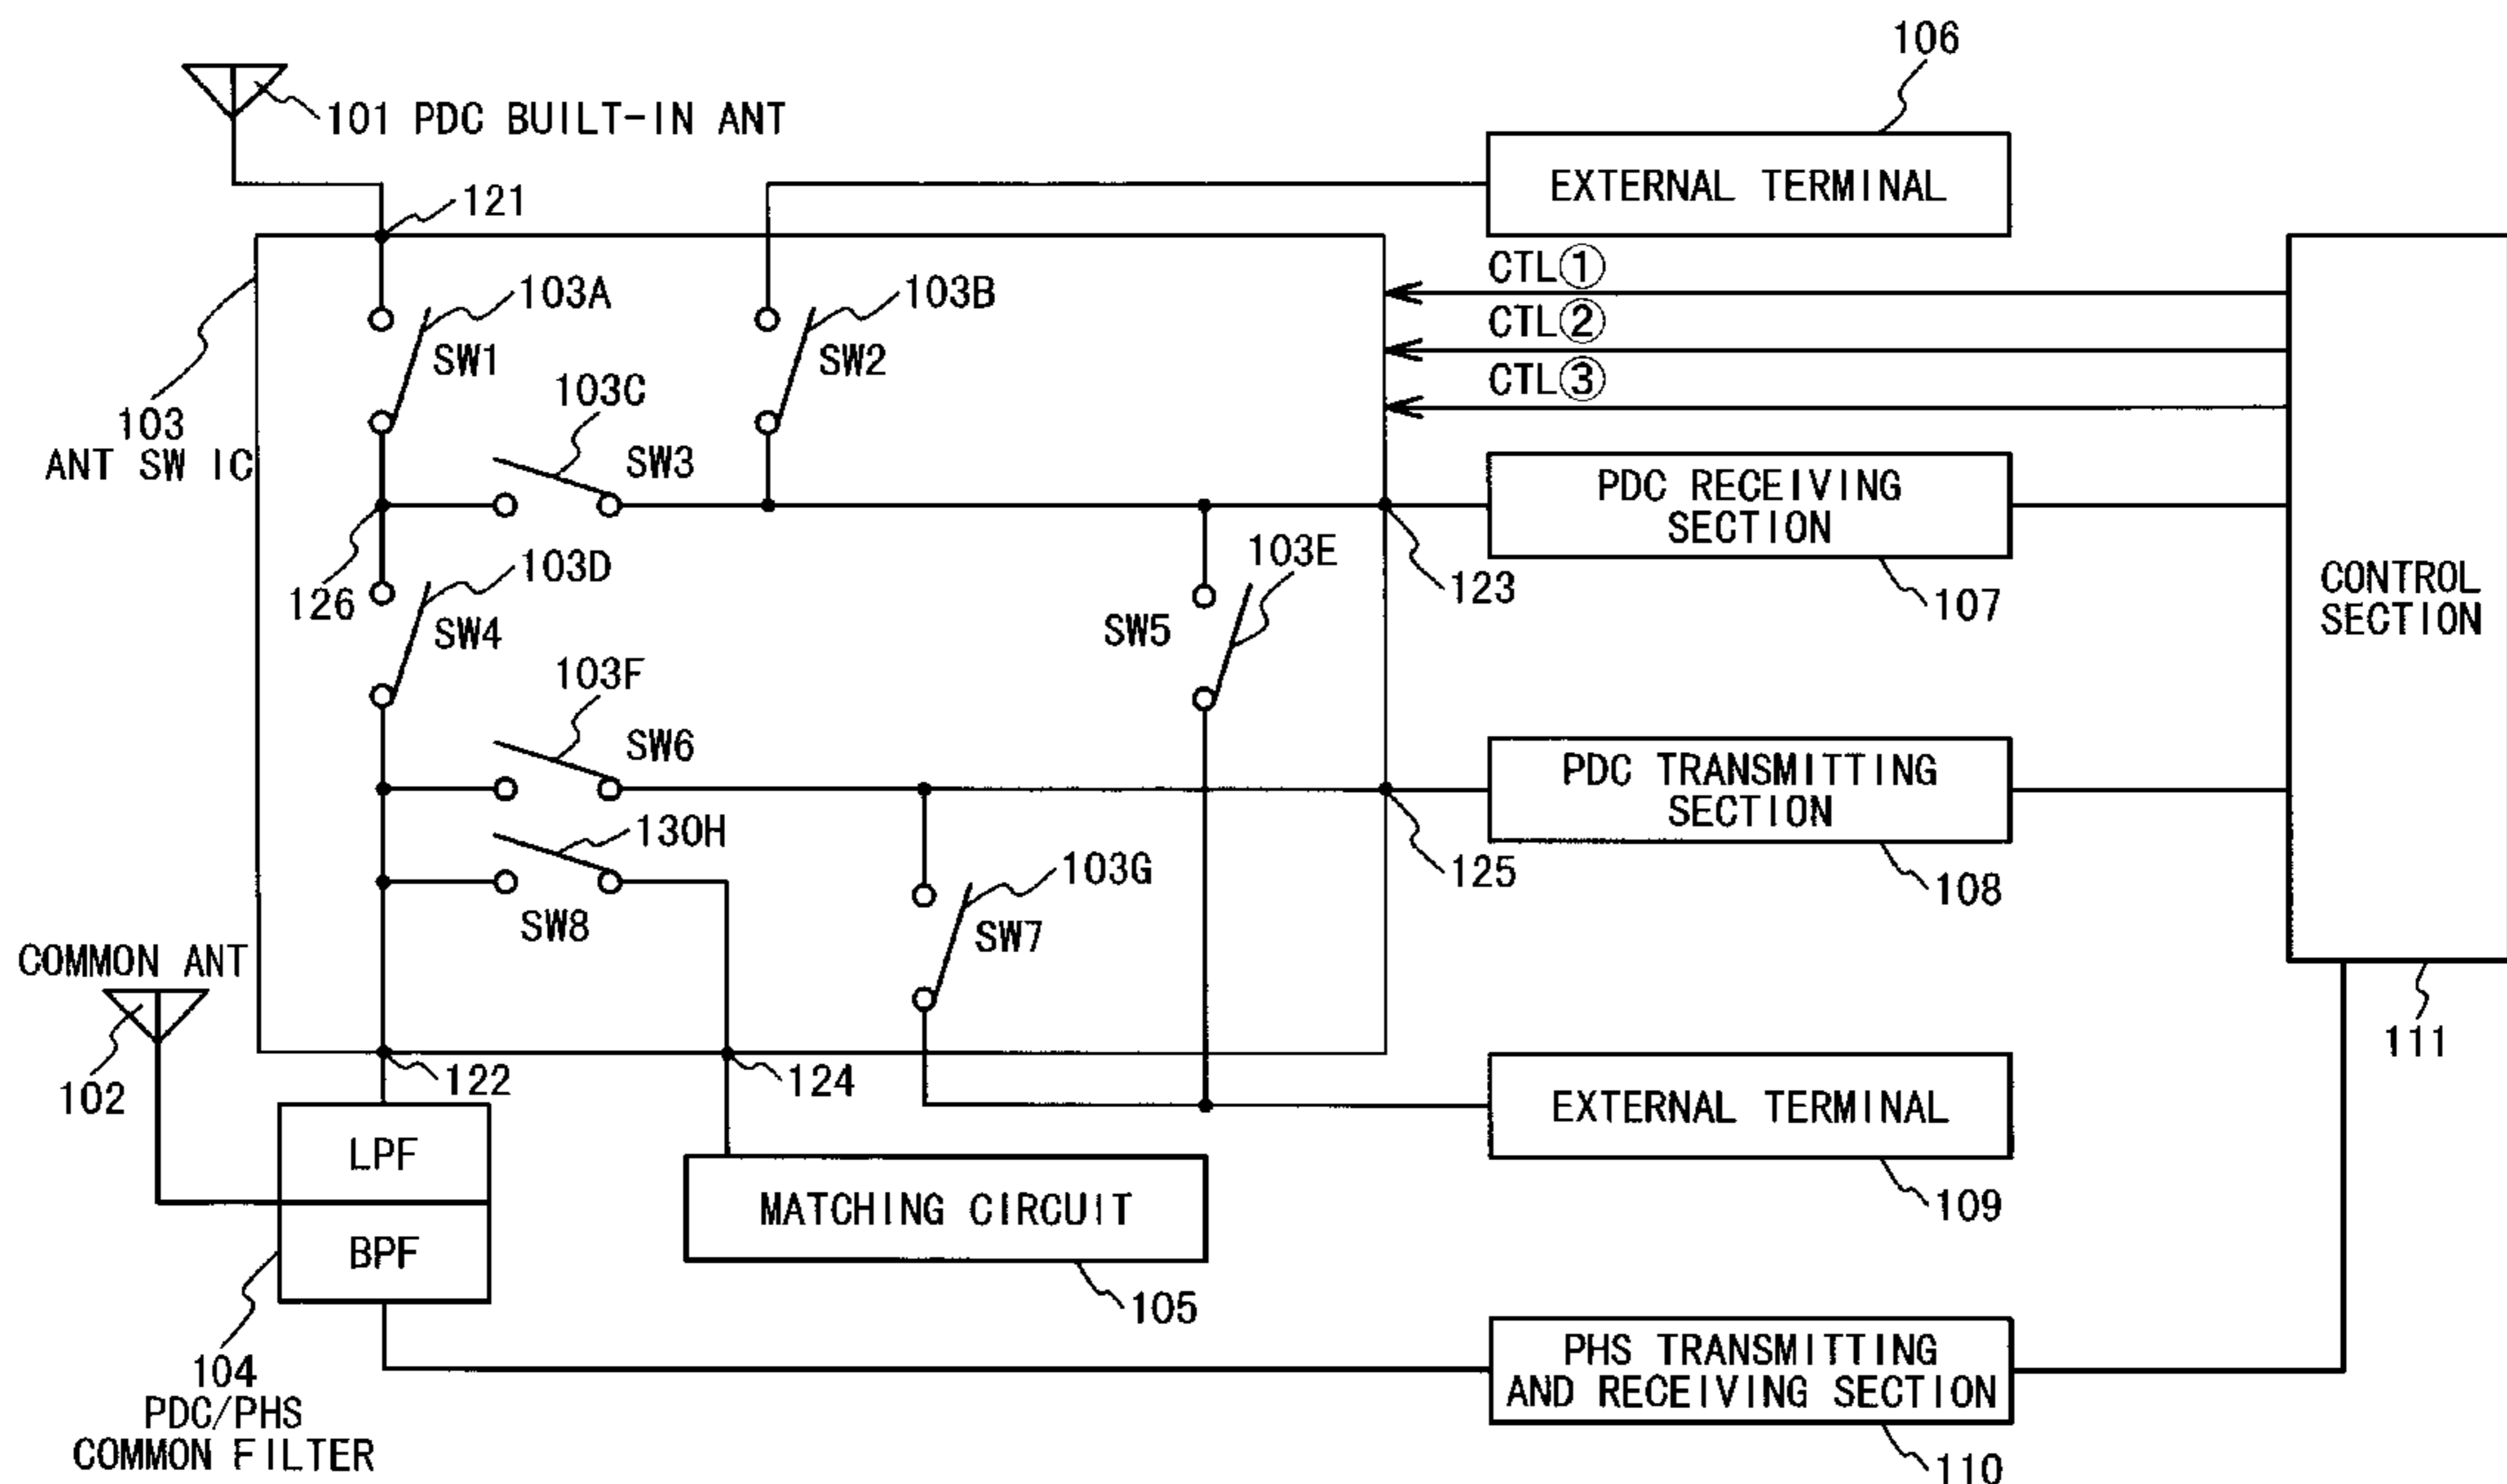 106
101 PDC BUILT-IN ANT
EXTERNAL TERMINAL
121
CTL①
103A
103B
CTL②
SW1
SW2
CTL③
103C
103
ANT SW IC
SW3
PDC RECEIVING
SECTION
126
103D
103E
123
107
CONTROL
SECTION
SW4
SW5
103F
SW6
PDC TRANSMITTING
SECTION
130H
103G
125
108
SW8
SW7
COMMON ANT
102
122
124
111
EXTERNAL TERMINAL
LPF
109
MATCHING CIRCUIT
BPF
105
104
PDC/PHS
COMMON FILTER
PHS TRANSMITTING
AND RECEIVING SECTION
110